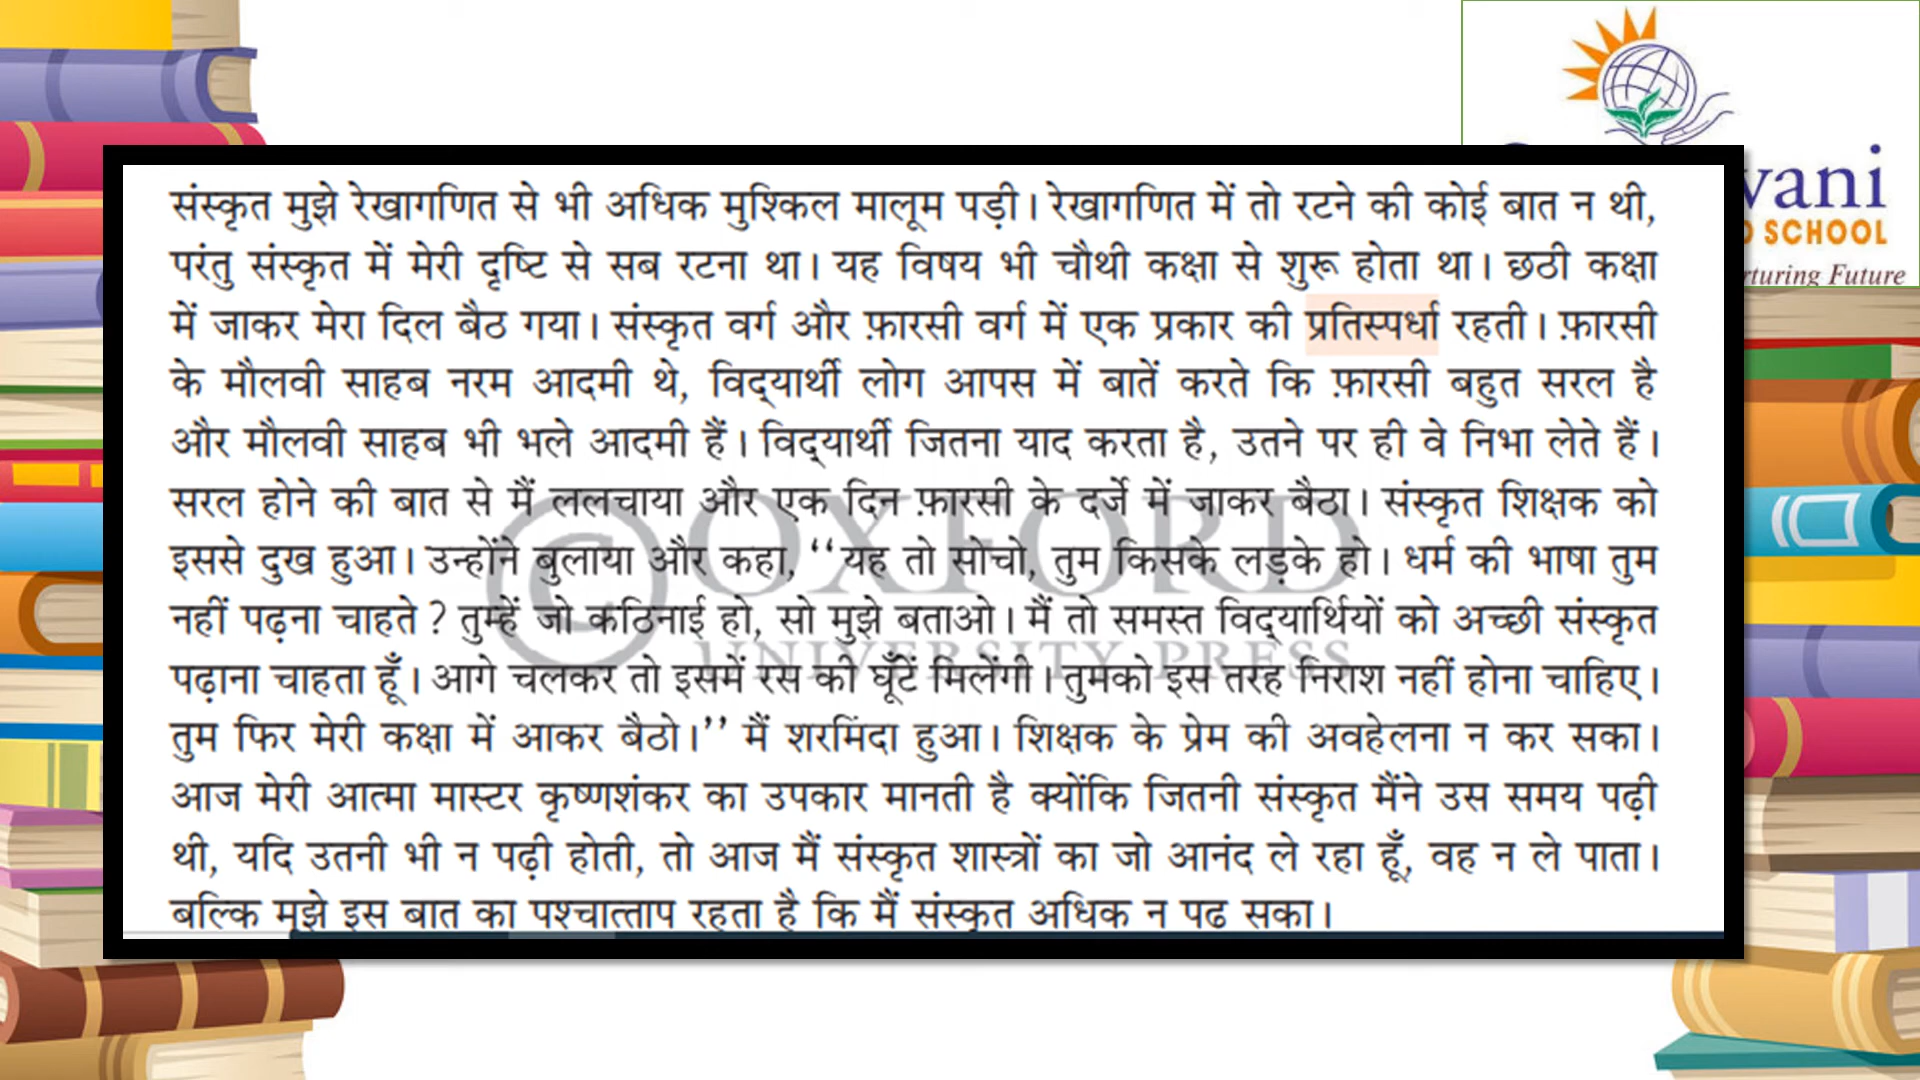 vani
SCHOOL
rturing Future
संस्कृत मुझे रेखागणित से भी अधिक मुश्किल मालूम पड़ी। रेखागणित में तो रटने की कोई बात न थी,
परंतु संस्कृत में मेरी दृष्टि से सब रटना था। यह विषय भी चौथी कक्षा से शुरू होता था। छठी कक्षा
में जाकर मेरा दिल बैठ गया। संस्कृत वर्ग और फ़ारसी वर्ग में एक प्रकार की प्रतिस्पर्धा रहती। फ़ारसी
के मौलवी साहब नरम आदमी थे, विद्‌यार्थी लोग आपस में बातें करते कि फ़ारसी बहुत सरल है
और मौलवी साहब भी भले आदमी हैं। विद्‌यार्थी जितना याद करता है, उतने पर ही वे निभा लेते हैं।
सरल होने की बात से मैं ललचाया और एक दिन फ़ारसी के दर्जे में जाकर बैठा। संस्कृत शिक्षक को
इससे दुख हुआ। उन्होंने बुलाया और कहा, ‘‘यह तो सोचो, तुम किसके लड़के हो। धर्म की भाषा तुम
नहीं पढ़ना चाहते ? तुम्हें जो कठिनाई हो, सो मुझे बताओ। मैं तो समस्त विद्‌यार्थियों को अच्छी संस्कृत
पढ़ाना चाहता हूँ। आगे चलकर तो इसमें रस की घूँटें मिलेंगी। तुमको इस तरह निराश नहीं होना चाहिए।
तुम फिर मेरी कक्षा में आकर बैठो।’’ मैं शरमिंदा हुआ। शिक्षक के प्रेम की अवहेलना न कर सका।
आज मेरी आत्मा मास्टर कृष्णशंकर का उपकार मानती है क्योंकि जितनी संस्कृत मैंने उस समय पढ़ी
थी, यदि उतनी भी न पढ़ी होती, तो आज मैं संस्कृत शास्त्रों का जो आनंद ले रहा हूँ, वह न ले पाता।
बल्कि मुझे इस बात का पश्चात्ताप रहता है कि मैं संस्कृत अधिक न पढ सका।
© OXFORD
UNIVERSITY PRESS